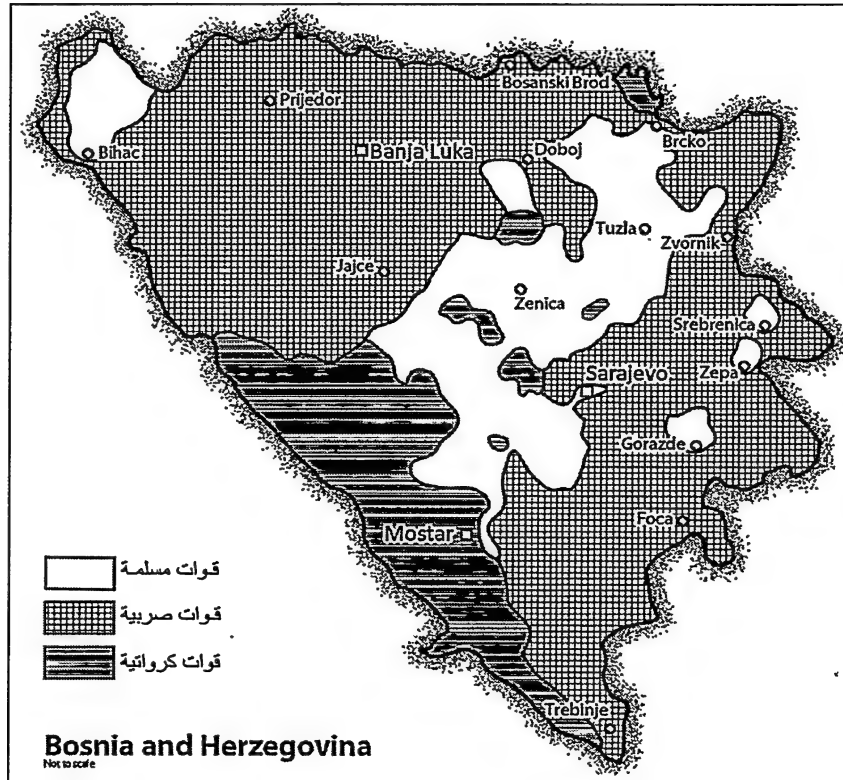 Bosanski Brod
Prijedor
Brcko
Banja Luka
Doboj
Bihac
Tuzla
Zvornik
Jajce
Zenica
Srebrenica
Sarajevo
Zepa
Gorazde
Foca
Mostar
قوات مسلمة
قوات صربية
قوات كرواتية
Trebinje
Bosnia and Herzegovina
Not to scale